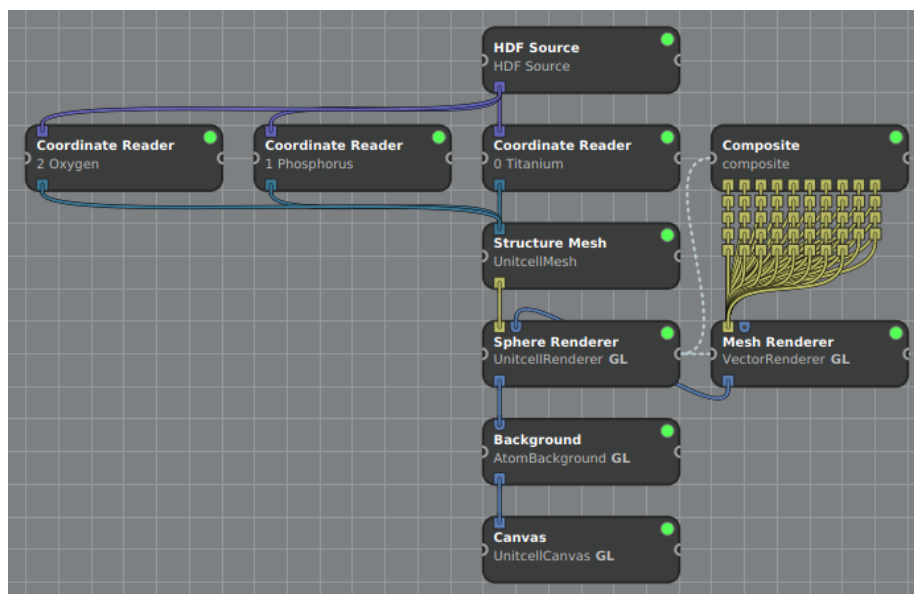 HDF Source
HDF Source
Coordinate Reader
2 Oxygen
Coordinate Reader
1 Phosphorus
Coordinate Reader
0 Titanium
Composite
composite
Structure Mesh
UnitcellMesh
Sphere Renderer
UnitcellRenderer GL
Mesh Renderer
VectorRenderer GL
Background
AtomBackground GL
Canvas
UnitcellCanvas GL